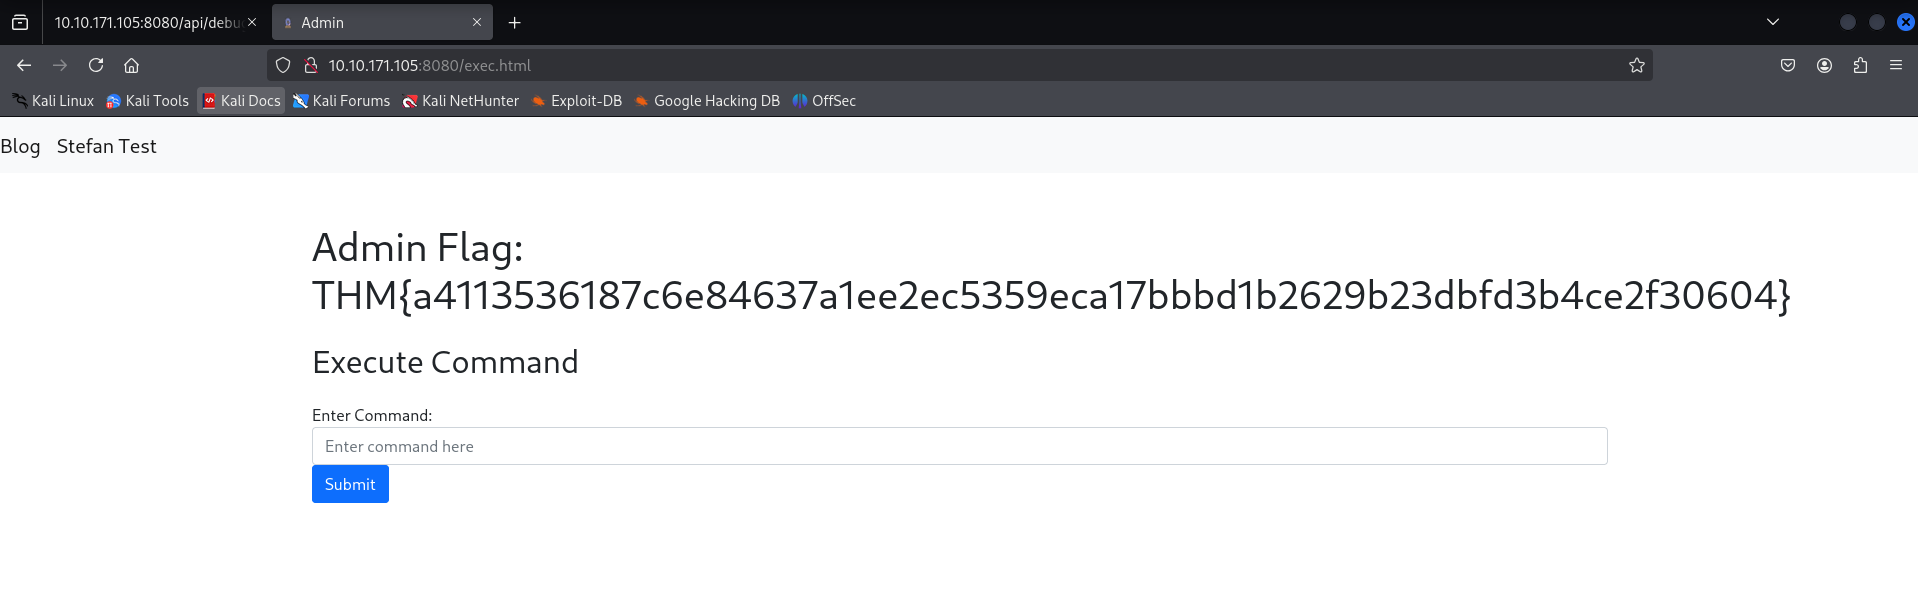 10.10.171.105:8080/api/debu
Admin
10.10.171.105:8080/exec.html
Kali Linux Kali Tools Kali Docs Kali Forums Kali NetHunter Exploit-DB Google Hacking DB OffSec
Blog Stefan Test
Admin Flag:
THM{a4113536187c6e84637a1ee2ec5359eca17bbbd1b2629b23dbfd3b4ce2f30604}
Execute Command
Enter Command:
Enter command here
Submit